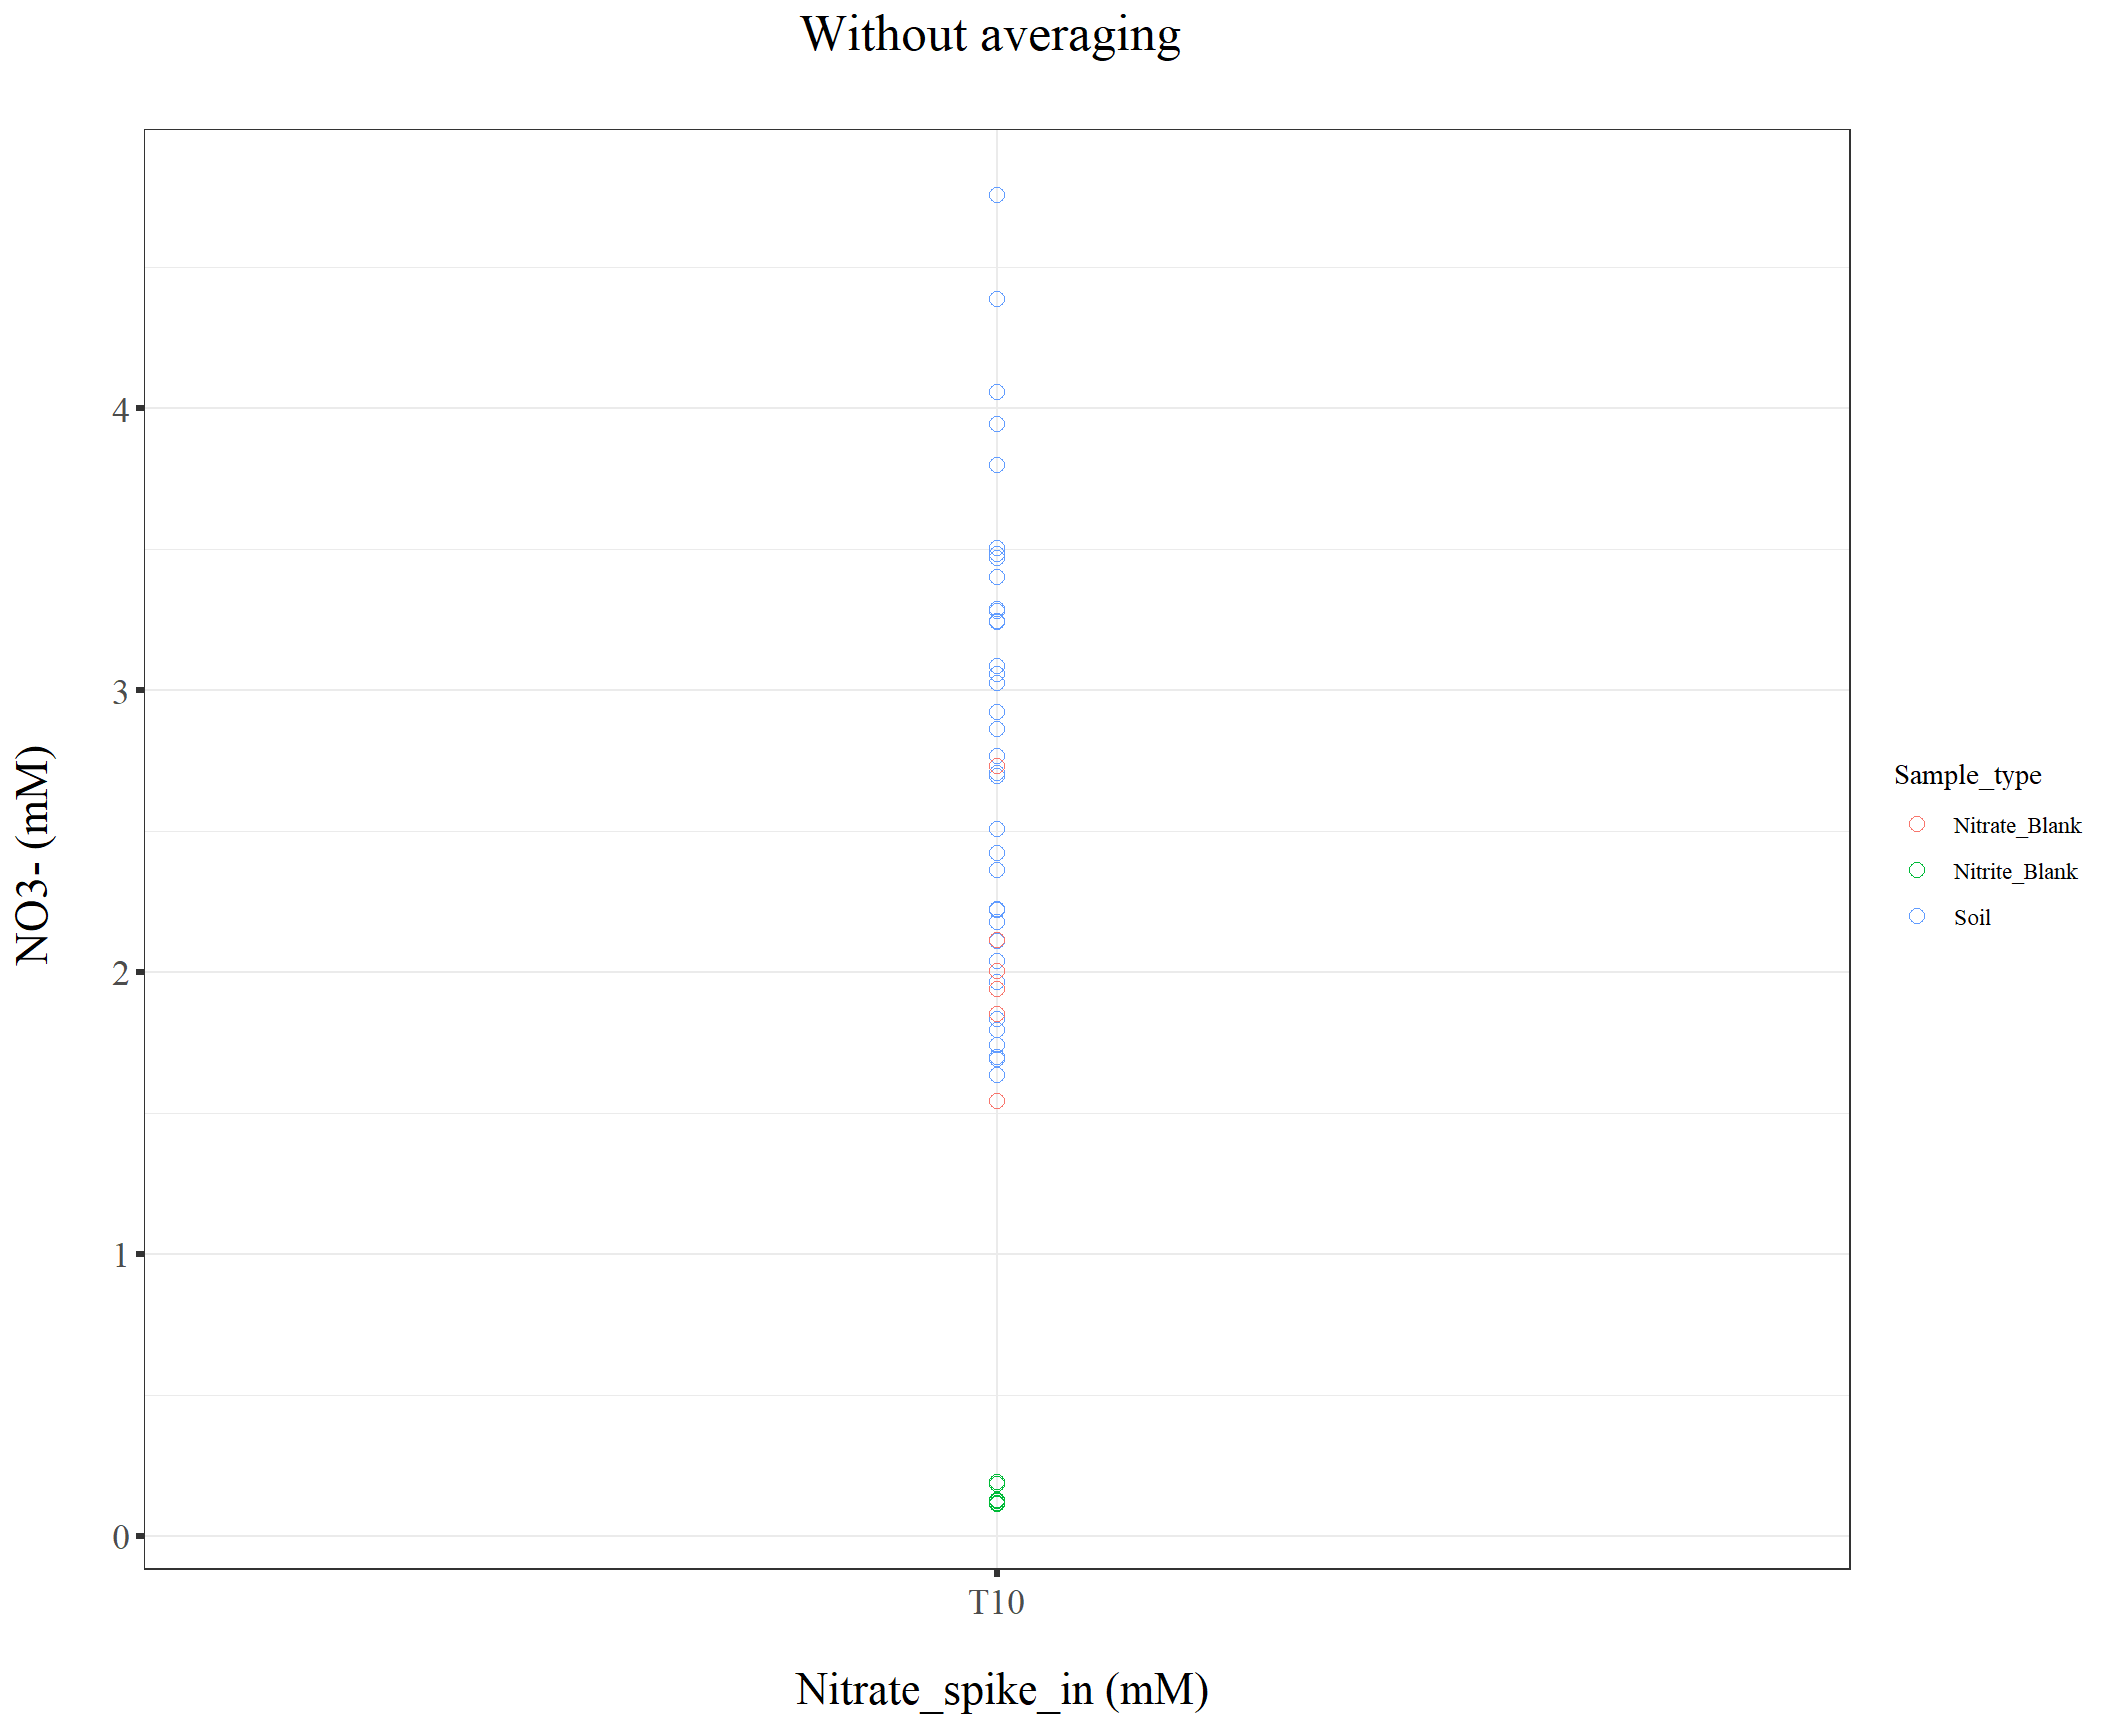 Without averaging
4
3
2
1
0
NO3- (mM)
T10
Nitrate_spike_in (mM)
Sample_type
Nitrate_Blank
Nitrite_Blank
Soil